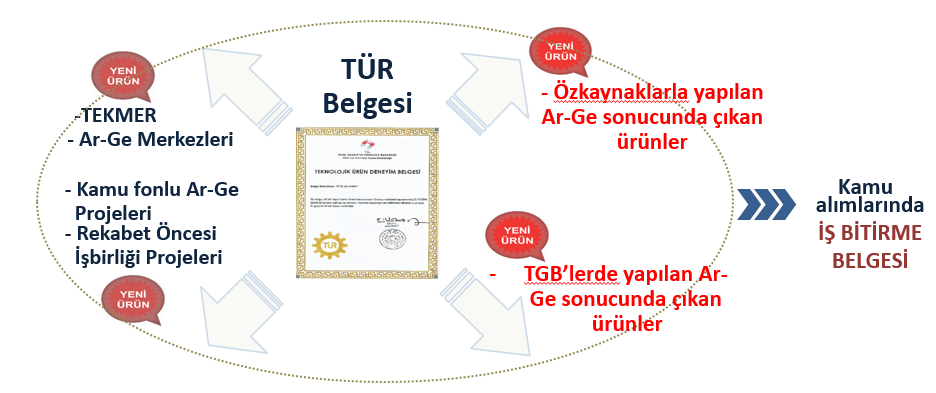 YENİ
ÜRÜN
-TEKMER
- Ar-Ge Merkezleri
- Kamu fonlu Ar-Ge
Projeleri
- Rekabet Öncesi
İşbirliği Projeleri
YENİ
ÜRÜN
TÜR
Belgesi
TEKNOLOJİK ÜRÜN DENEYİM BELGESİ
TÜR
YENİ
ÜRÜN
- Özkaynaklarla yapılan
Ar-Ge sonucunda çıkan
ürünler
YENİ
ÜRÜN
- TGB’lerde yapılan Ar-
Ge sonucunda çıkan
ürünler
Kamu
alımlarında
İŞ BİTİRME
BELGESİ